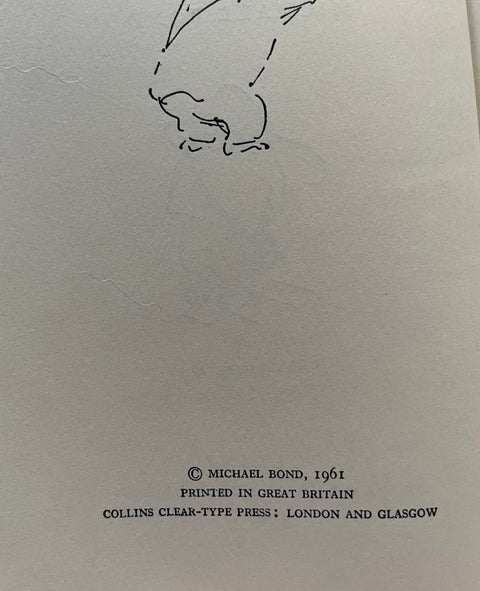 © MICHAEL BOND, 1961
PRINTED IN GREAT BRITAIN
COLLINS CLEAR-TYPE PRESS: LONDON AND GLASGOW